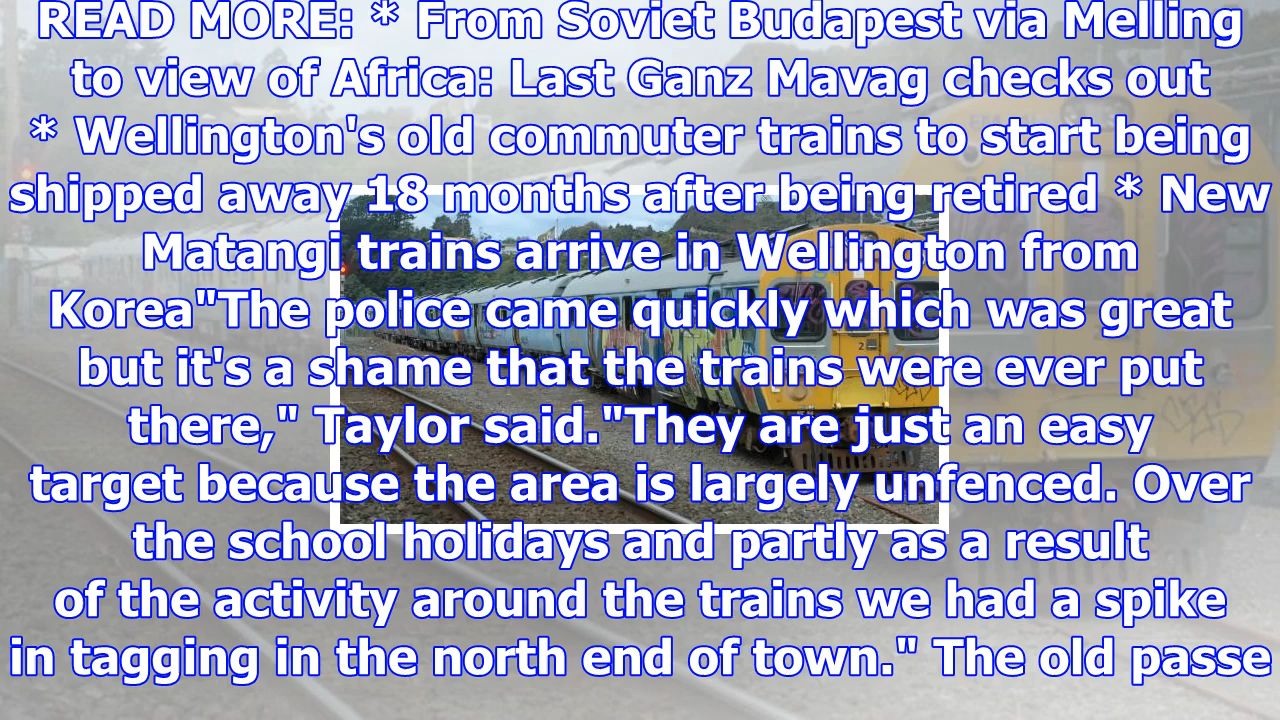 READ MORE: * From Soviet Budapest via Melling
to view of Africa: Last Ganz Mavag checks out
* Wellington's old commuter trains to start being
shipped away 18 months after being retired * New
Matangi trains arrive in Wellington from
Korea"The police came quickly which was great
but it's a shame that the trains were ever put
there," Taylor said."They are just an easy
target because the area is largely unfenced. Over
the school holidays and partly as a result
of the activity around the trains we had a spike
in tagging in the north end of town." The old passe
2